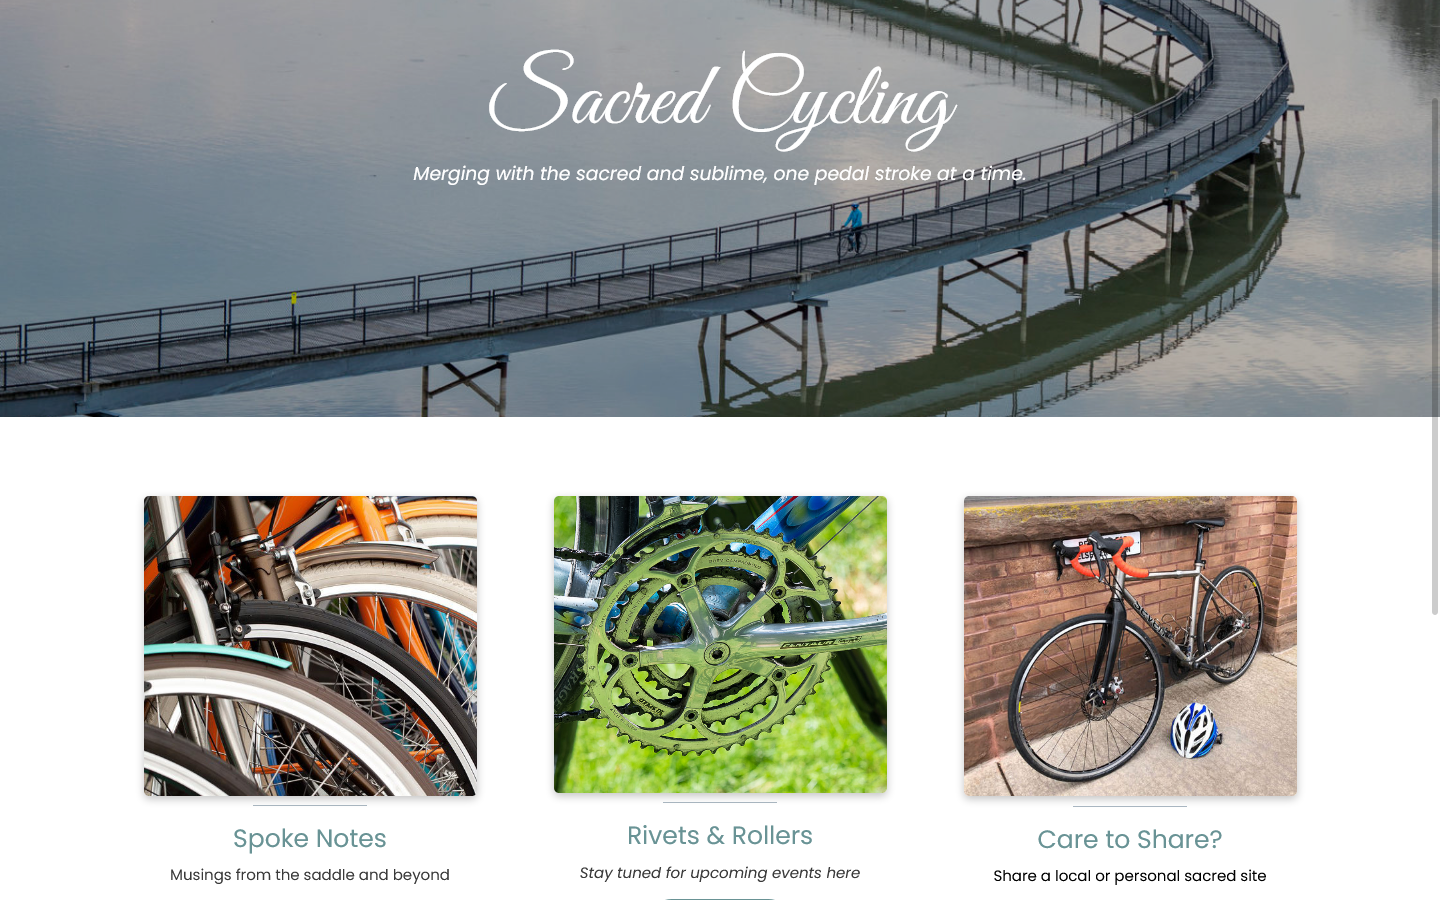 Sacred Cycling
Merging with the sacred and sublime, one pedal stroke at a time.
CENTAUR
Spoke Notes
Musings from the saddle and beyond
Rivets & Rollers
Stay tuned for upcoming events here
Care to Share?
Share a local or personal sacred site